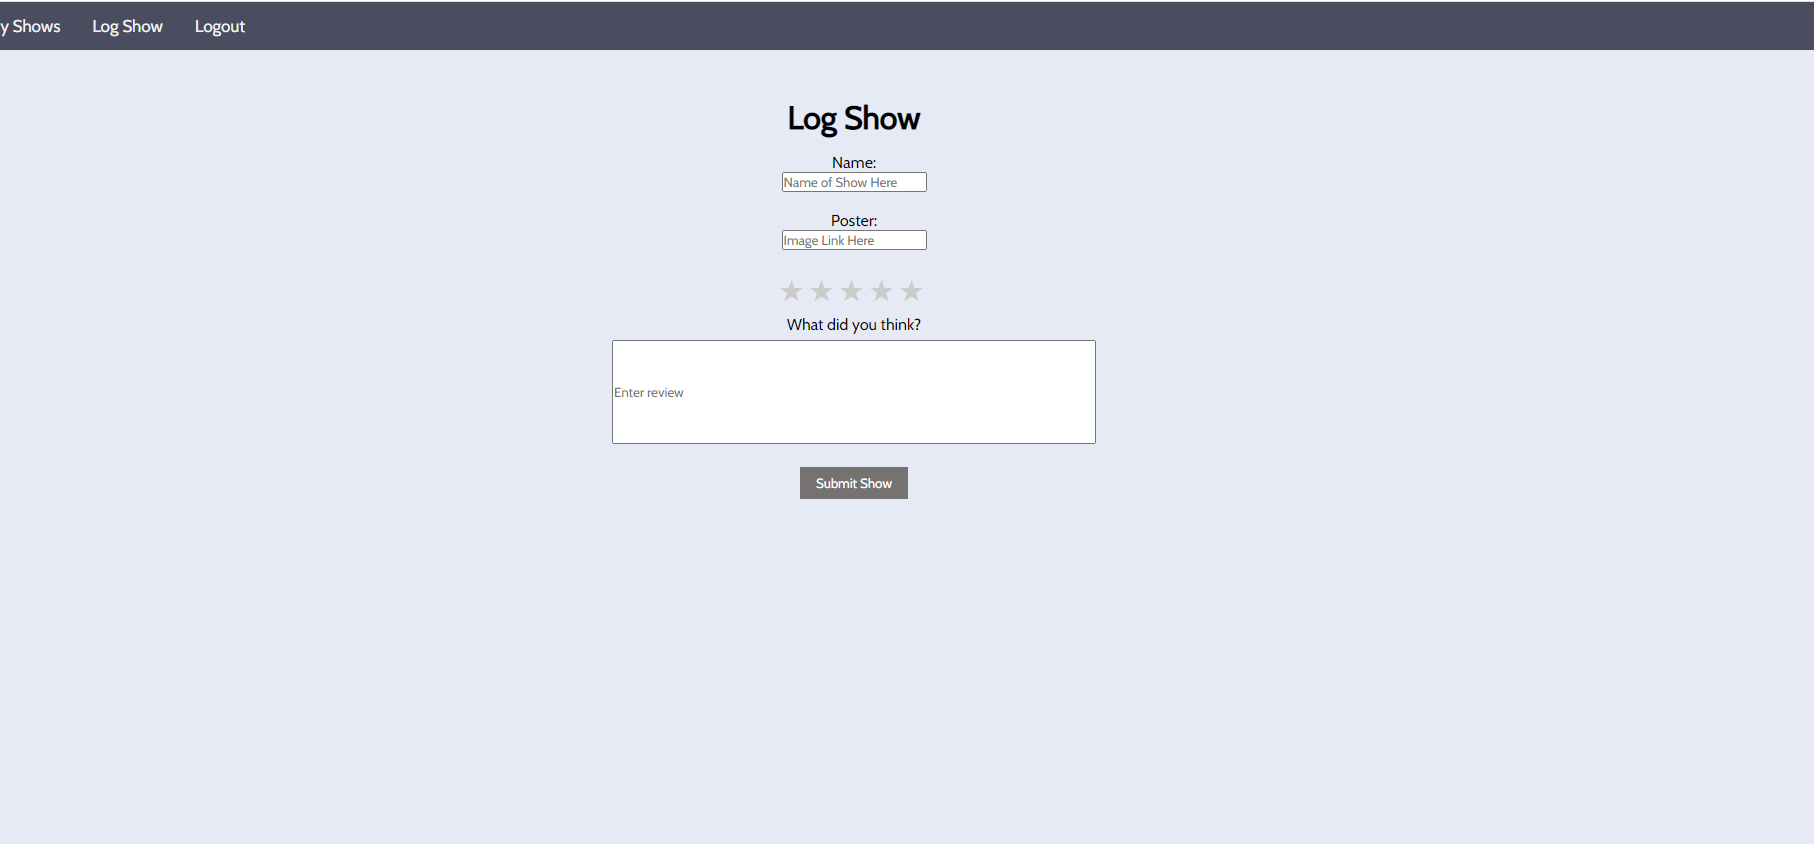 y Shows Log Show Logout
Log Show
Name:
Name of Show Here
Poster:
Image Link Here
What did you think?
Enter review
Submit Show